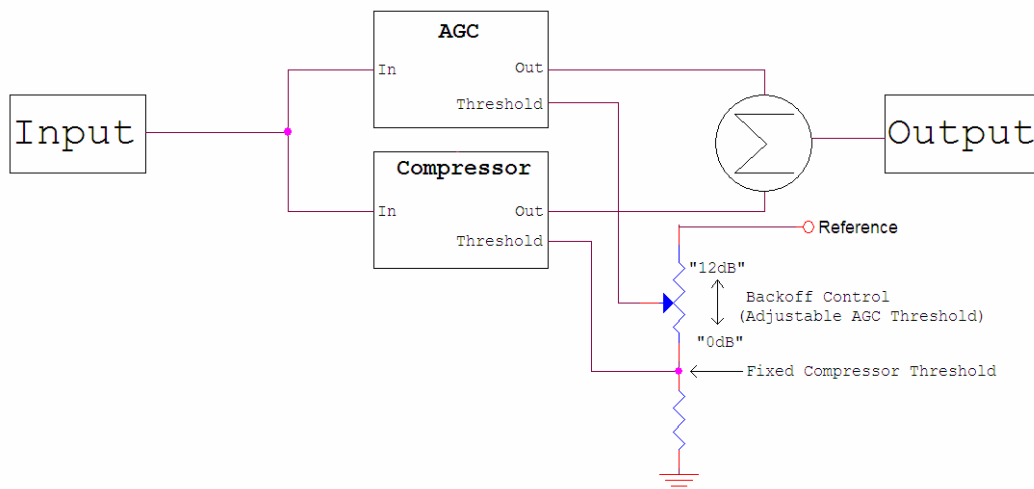 AGC
In
Out
Threshold
Input
Output
Compressor
In
Out
Threshold
Reference
"12dB"
Backoff Control
(Adjustable AGC Threshold)
"0dB"
Fixed Compressor Threshold